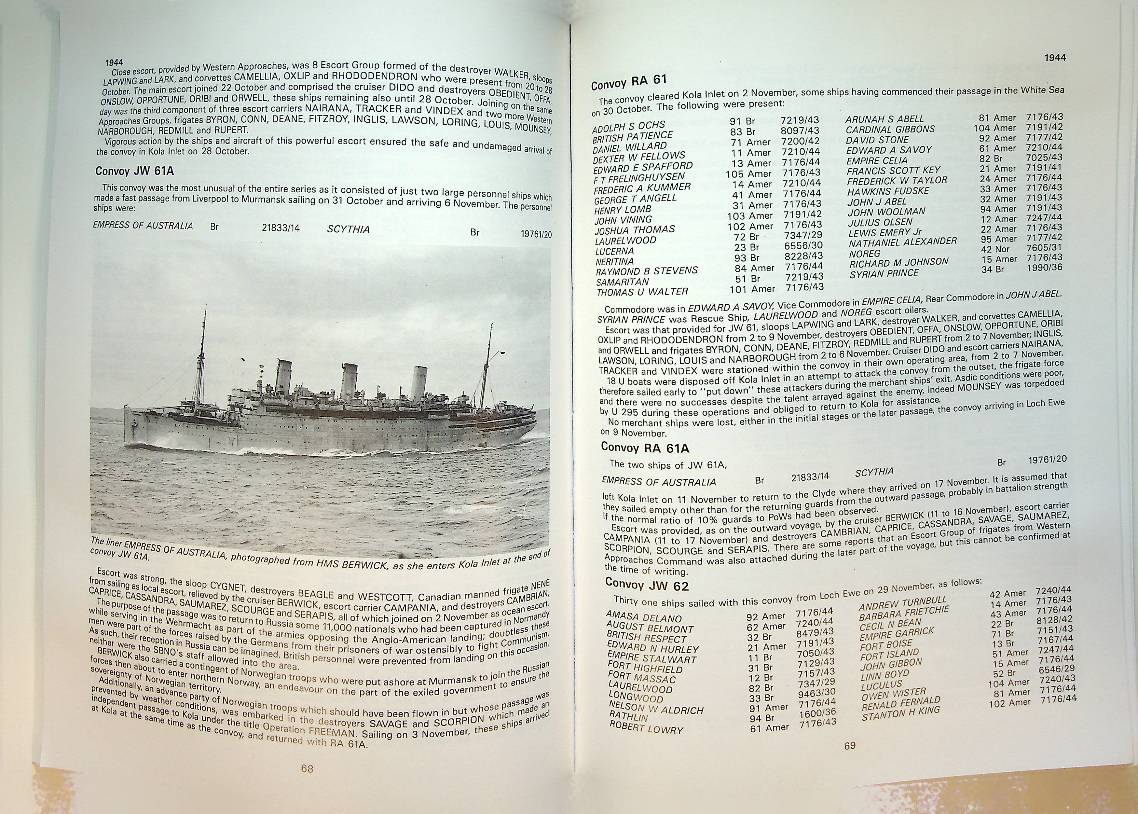 1944
Close escort, provided by Western Approaches, was 8 Escort Group formed of the destroyer WALKER, sloops
LAPWING and LARK, and corvettes CAMELLIA, OXLIP and RHODODENDRON who were present from 20 to 28
October. The main escort joined 22 October and comprised the cruiser DIDO and destroyers OBEDIENT, OFFA,
ONSLOW, OPPORTUNE, ORIBI and ORWELL, these ships remaining also until 28 October. Joining on the same
day was the third component of three escort carriers NAIRANA, TRACKER and VINDEX and two more Western
Approaches Groups, frigates BYRON, CONN, DEANE, FITZROY, INGLIS, LAWSON, LORING, LOUIS, MOUNSEY,
NARBOROUGH, REDMILL and RUPERT.
Vigorous action by the ships and aircraft of this powerful escort ensured the safe and undamaged arrival of
the convoy in Kola Inlet on 28 October.
Convoy JW 61A
This convoy was the most unusual of the entire series as it consisted of just two large personnel ships which
made a fast passage from Liverpool to Murmansk sailing on 31 October and arriving 6 November. The personnel
ships were:
EMPRESS OF AUSTRALIA Br 21833/14 SCYTHIA Br 19761/20
The liner EMPRESS OF AUSTRALIA, photographed from HMS BERWICK, as she enters Kola Inlet at the end of
convoy JW 61A.
Escort was strong, the sloop CYGNET, destroyers BEAGLE and WESTCOTT, Canadian manned frigate NENE
from sailing as local escort, relieved by the cruiser BERWICK, escort carrier CAMPANIA, and destroyers CAMBRIAN,
CAPRICE, CASSANDRA, SAUMAREZ, SCOURGE and SERAPIS, all of which joined on 2 November as ocean escort.
The purpose of the passage was to return to Russia some 11,000 nationals who had been captured in Normandy
while serving in the Wehrmacht as part of the armies opposing the Anglo-American landing; doubtless these
men were part of the forces raised by the Germans from their prisoners of war ostensibly to fight Communism.
As such, their reception in Russia can be imagined. British personnel were prevented from landing on this occasion,
neither were the SBNO's staff allowed into the area.
BERWICK also carried a contingent of Norwegian troops who were put ashore at Murmansk to join the Russian
forces then about to enter northern Norway, an endeavour on the part of the exiled government to ensure the
sovereignty of Norwegian territory.
Additionally, an advance party of Norwegian troops which should have been flown in but whose passage was
prevented by weather conditions, was embarked in the destroyers SAVAGE and SCORPION which made an
independent passage to Kola under the title Operation FREEMAN. Sailing on 3 November, these ships arrived
at Kola at the same time as the convoy, and returned with RA 61A.
68
1944
Convoy RA 61
The convoy cleared Kola Inlet on 2 November, some ships having commenced their passage in the White Sea
on 30 October. The following were present:
ADOLPH S OCHS 91 Br 7219/43
BRITISH PATIENCE 83 Br 8097/43
DANIEL WILLARD 71 Amer 7200/42
DEXTER W FELLOWS 11 Amer 7210/44
EDWARD E SPAFFORD 13 Amer 7176/44
F T FRELINGHUYSEN 105 Amer 7176/43
FREDERIC A KUMMER 14 Amer 7210/44
GEORGE T ANGELL 41 Amer 7176/44
HENRY LOMB 31 Amer 7176/43
JOHN VINING 103 Amer 7191/42
JOSHUA THOMAS 102 Amer 7176/43
LAURELWOOD 72 Br 7347/29
LUCERNA 23 Br 6556/30
NERITINA 93 Br 8228/43
RAYMOND B STEVENS 84 Amer 7176/44
SAMARITAN 51 Br 7219/43
THOMAS U WALTER 101 Amer 7176/43
ARUNAH S ABELL 81 Amer 7176/43
CARDINAL GIBBONS 104 Amer 7191/42
DAVID STONE 92 Amer 7177/42
EDWARD A SAVOY 61 Amer 7210/44
EMPIRE CELIA 82 Br 7025/43
FRANCIS SCOTT KEY 21 Amer 7191/41
FREDERICK W TAYLOR 24 Amer 7176/44
HAWKINS FUDSKE 33 Amer 7176/43
JOHN J ABEL 32 Amer 7191/43
JOHN WOOLMAN 94 Amer 7191/43
JULIUS OLSEN 12 Amer 7247/44
LEWIS EMERY Jr 22 Amer 7176/43
NATHANIEL ALEXANDER 95 Amer 7177/42
NOREG 42 Nor 7605/31
RICHARD M JOHNSON 15 Amer 7176/43
SYRIAN PRINCE 34 Br 1990/36
Commodore was in EDWARD A SAVOY, Vice Commodore in EMPIRE CELIA, Rear Commodore in JOHN J ABEL.
SYRIAN PRINCE was Rescue Ship, LAURELWOOD and NOREG escort oilers.
Escort was that provided for JW 61, sloops LAPWING and LARK, destroyer WALKER, and corvettes CAMELLIA,
OXLIP and RHODODENDRON from 2 to 9 November, destroyers OBEDIENT, OFFA, ONSLOW, OPPORTUNE, ORIBI
and ORWELL and frigates BYRON, CONN, DEANE, FITZROY, REDMILL and RUPERT from 2 to 7 November; INGLIS,
LAWSON, LORING, LOUIS and NARBOROUGH from 2 to 6 November. Cruiser DIDO and escort carriers NAIRANA,
TRACKER and VINDEX were stationed within the convoy in their own operating area, from 2 to 7 November.
18 U boats were disposed off Kola Inlet in an attempt to attack the convoy from the outset, the frigate force
therefore sailed early to "put down" these attackers during the merchant ships' exit. Asdic conditions were poor,
and there were no successes despite the talent arrayed against the enemy. Indeed MOUNSEY was torpedoed
by U 295 during these operations and obliged to return to Kola for assistance.
No merchant ships were lost, either in the initial stages or the later passage, the convoy arriving in Loch Ewe
on 9 November.
Convoy RA 61A
The two ships of JW 61A,
EMPRESS OF AUSTRALIA Br 21833/14 SCYTHIA Br 19761/20
left Kola Inlet on 11 November to return to the Clyde where they arrived on 17 November. It is assumed that
they sailed empty other than for the returning guards from the outward passage, probably in battalion strength
if the normal ratio of 10% guards to PoWs had been observed.
Escort was provided, as on the outward voyage, by the cruiser BERWICK (11 to 16 November), escort carrier
CAMPANIA (11 to 17 November) and destroyers CAMBRIAN, CAPRICE, CASSANDRA, SAVAGE, SAUMAREZ,
SCORPION, SCOURGE and SERAPIS. There are some reports that an Escort Group of frigates from Western
Approaches Command was also attached during the later part of the voyage, but this cannot be confirmed at
the time of writing.
Convoy JW 62
Thirty one ships sailed with this convoy from Loch Ewe on 29 November, as follows:
AMASA DELANO 92 Amer 7176/44
AUGUST BELMONT 62 Amer 7240/44
BRITISH RESPECT 32 Br 8479/43
EDWARD N HURLEY 21 Amer 7191/43
EMPIRE STALWART 11 Br 7050/43
FORT HIGHFIELD 31 Br 7129/43
FORT MASSAC 12 Br 7157/43
LAURELWOOD 82 Br 7347/29
LONGWOOD 33 Br 9463/30
NELSON W ALDRICH 91 Amer 7176/44
RATHLIN 94 Br 1600/36
ROBERT LOWRY 61 Amer 7176/43
ANDREW TURNBULL 42 Amer 7240/44
BARBARA FRIETCHIE 14 Amer 7176/43
CECIL N BEAN 43 Amer 7176/44
EMPIRE GARRICK 22 Br 8128/42
FORT BOISE 71 Br 7151/43
FORT ISLAND 13 Br 7167/44
JOHN GIBBON 51 Amer 7247/44
LINN BOYD 15 Amer 7176/44
LUCULUS 52 Br 6546/29
OWEN WISTER 104 Amer 7240/43
RENALD FERNALD 81 Amer 7176/44
STANTON H KING 102 Amer 7176/44
69